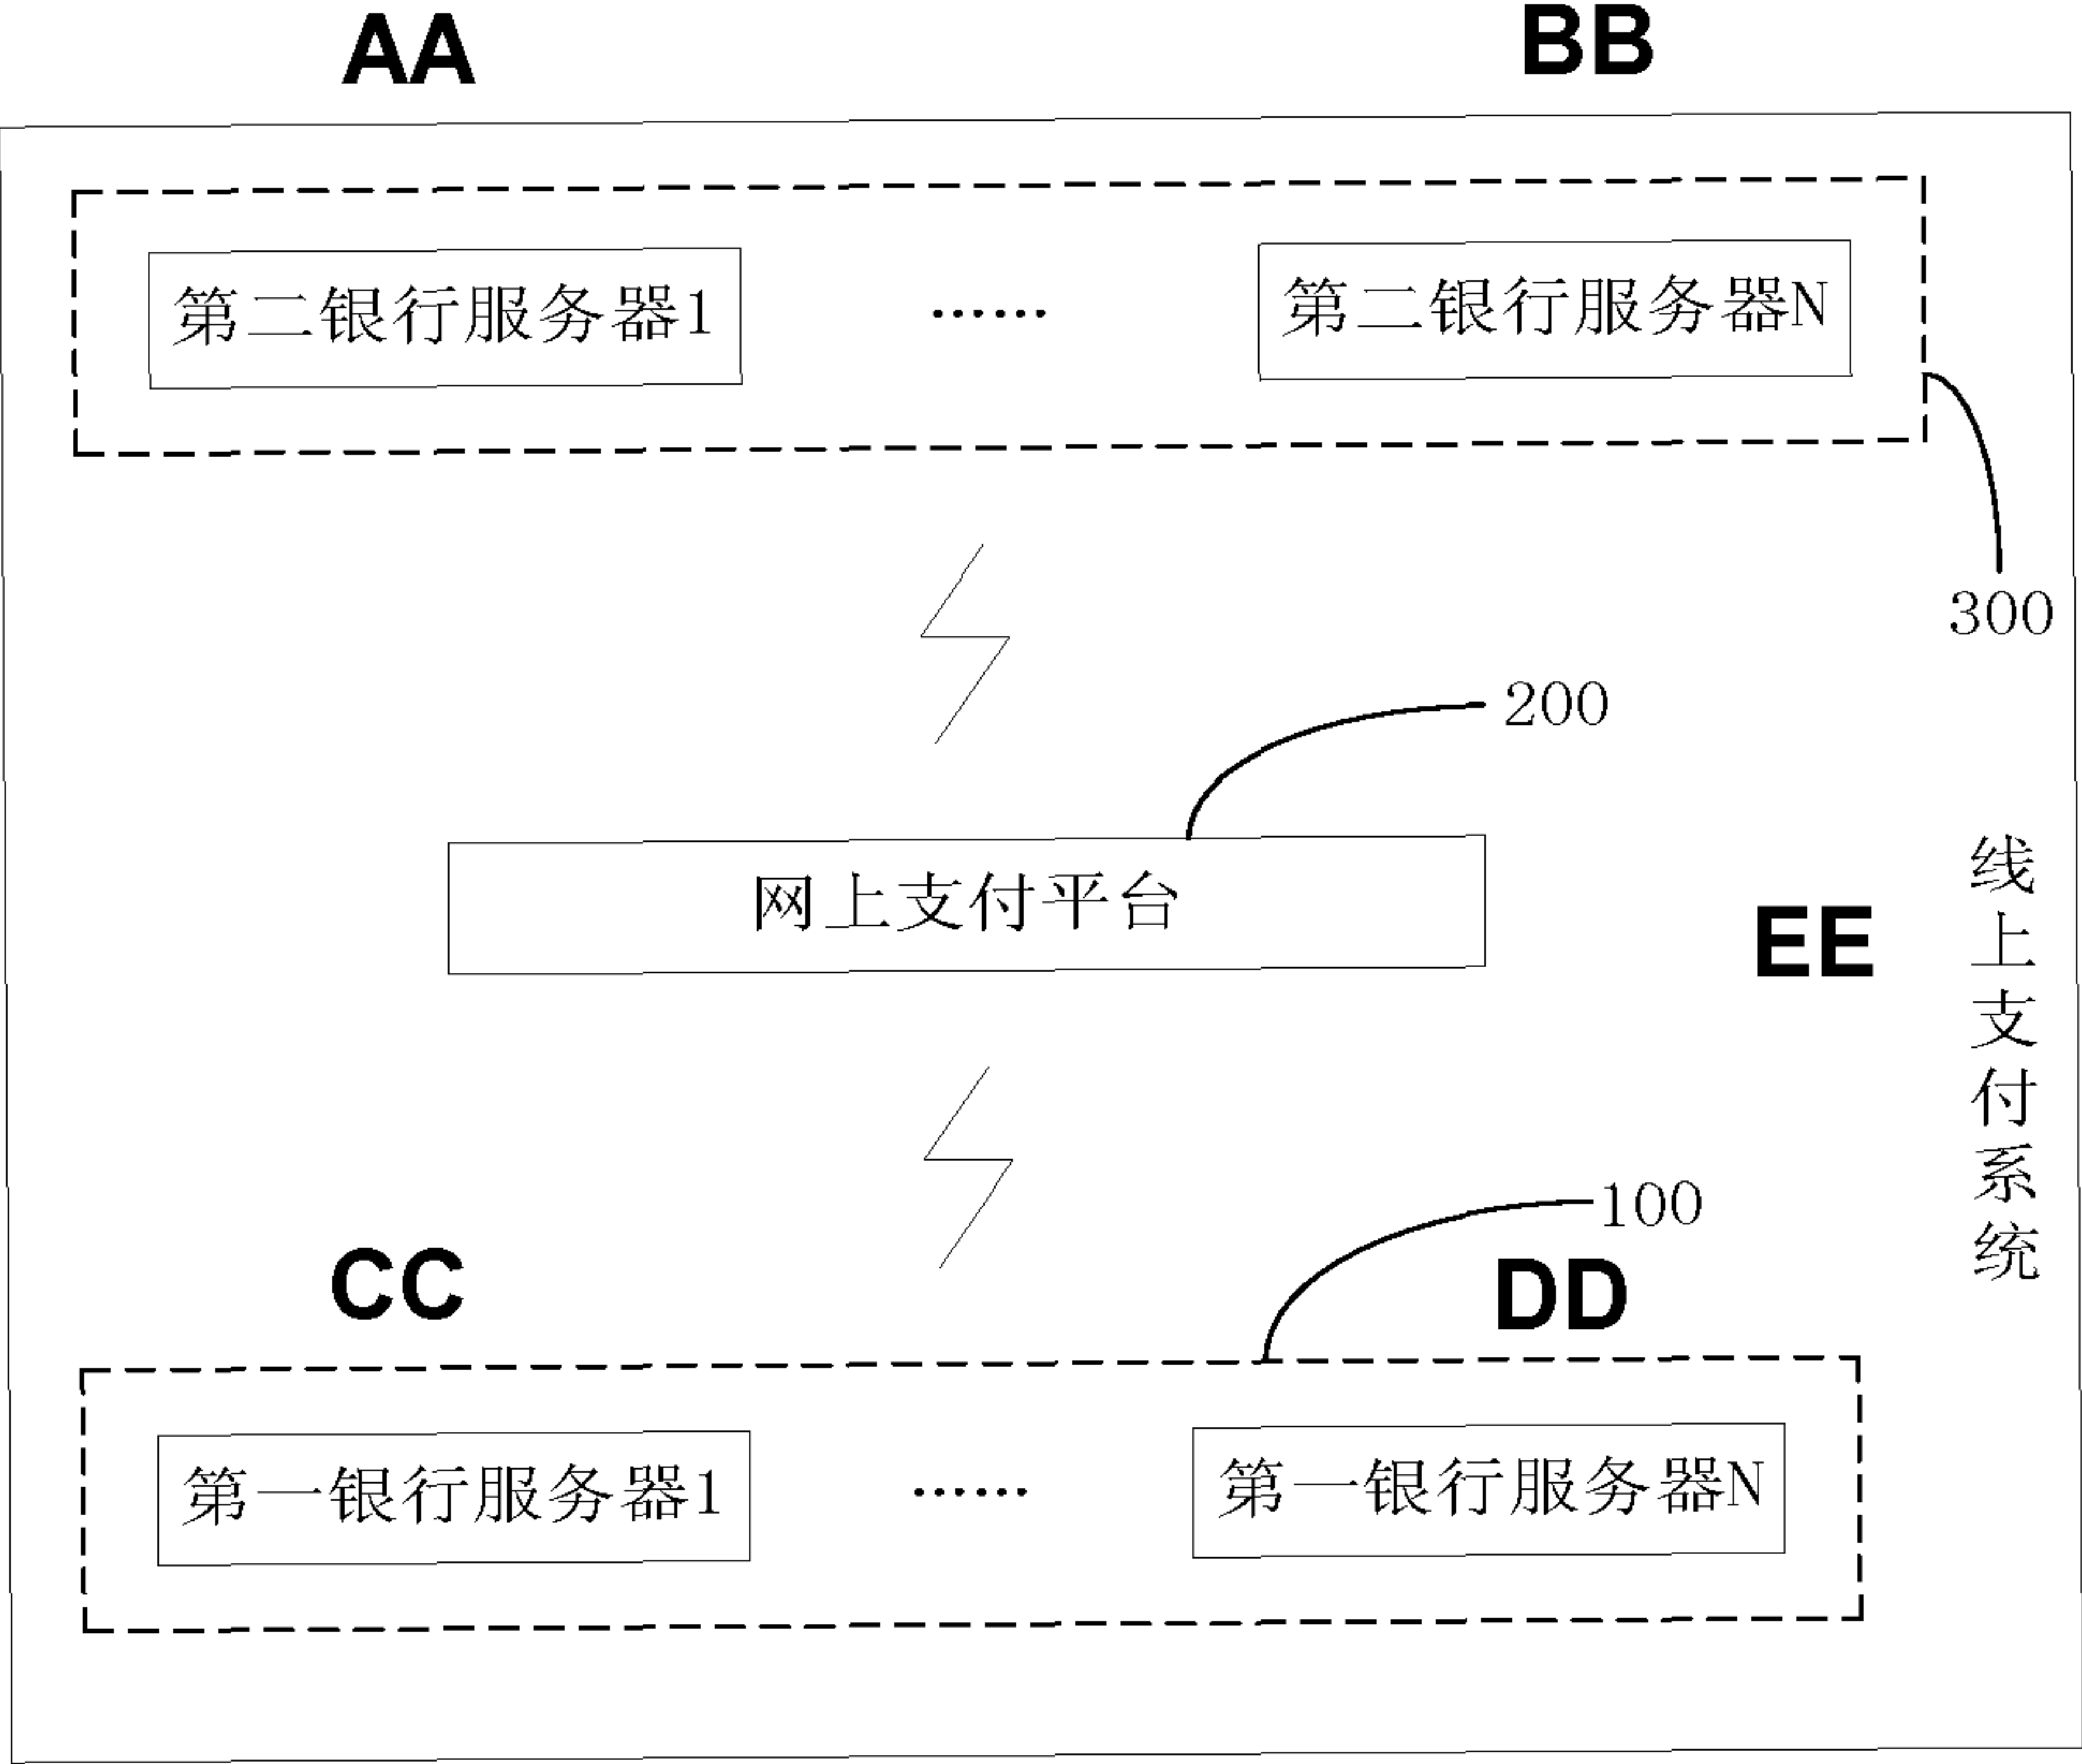 AA
BB
第二银行服务器1
······
第二银行服务器N
300
200
网上支付平台
EE
线上支付系统
100
CC
DD
第一银行服务器1
······
第一银行服务器N